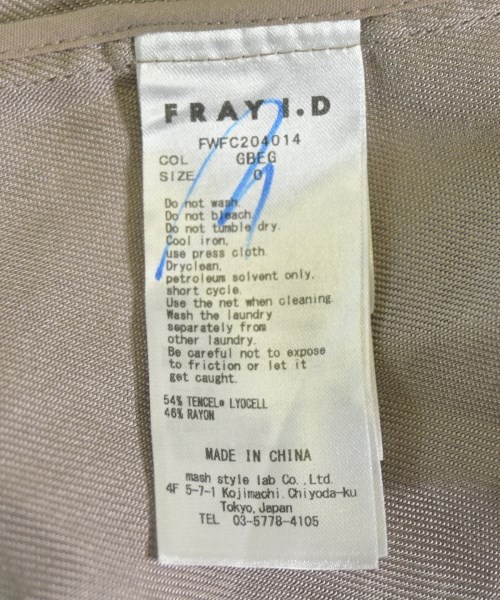 FRAY I.D
FWFC204014
COL GBEG
SIZE 0
Do not wash.
Do not bleach.
Do not tumble dry.
Cool iron,
use press cloth.
Dryclean,
petroleum solvent only.
short cycle.
Use the net when cleaning.
Wash the laundry
separately from
other laundry.
Be careful not to expose
to friction or let it
get caught.
54% TENCEL® LYOCELL
46% RAYON
MADE IN CHINA
mash style lab Co.,Ltd.
4F 5-7-1 Kojimachi.Chiyoda-ku
Tokyo,Japan
TEL 03-5778-4105